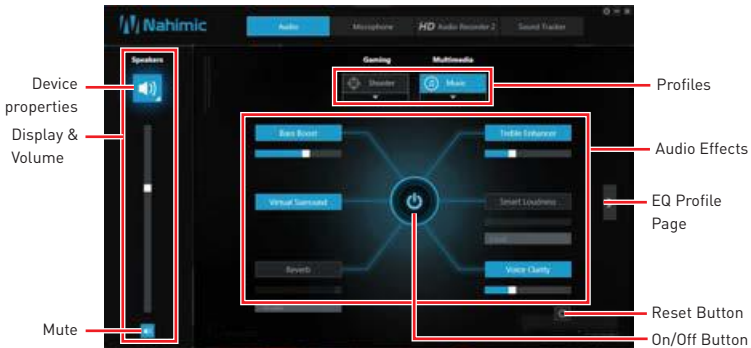 Nahimic
Audio
Microphone
HD Audio Recorder 2
Sound Tracker
Speakers
Gaming
Multimedia
Shooter
Music
Bass Boost
Treble Enhancer
Virtual Surround
Smart Loudness
Reverb
Voice Clarity
Device
properties
Display &
Volume
Mute
Profiles
Audio Effects
EQ Profile
Page
Reset Button
On/Off Button